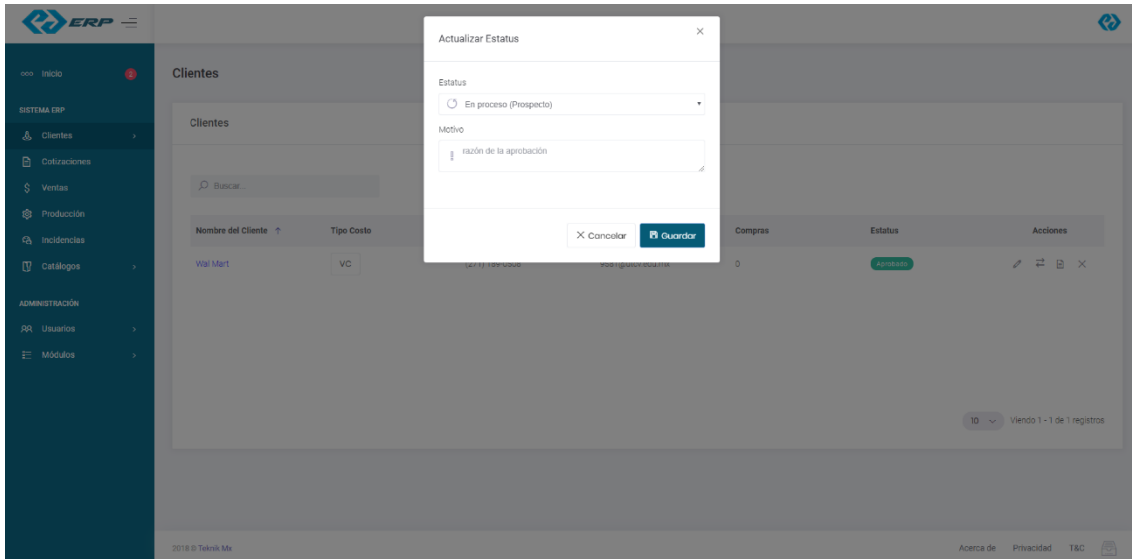 ERP
Actualizar Estatus
Inicio
Clientes
Estatus
En proceso (Prospecto)
SISTEMA ERP
Clientes
Clientes
Motivo
razón de la aprobación
Cotizaciones
Ventas
Buscar...
Producción
Incidencias
Nombre del Cliente Tipo Costo Compras Estatus Acciones
Cancelar Guardar
Catálogos
Wal Mart VC 0 Aprobado
ADMINISTRACIÓN
Usuarios
Módulos
10 Viendo 1 - 1 de 1 registros
2018 © Teknik Mx Acerca de Privacidad T&C